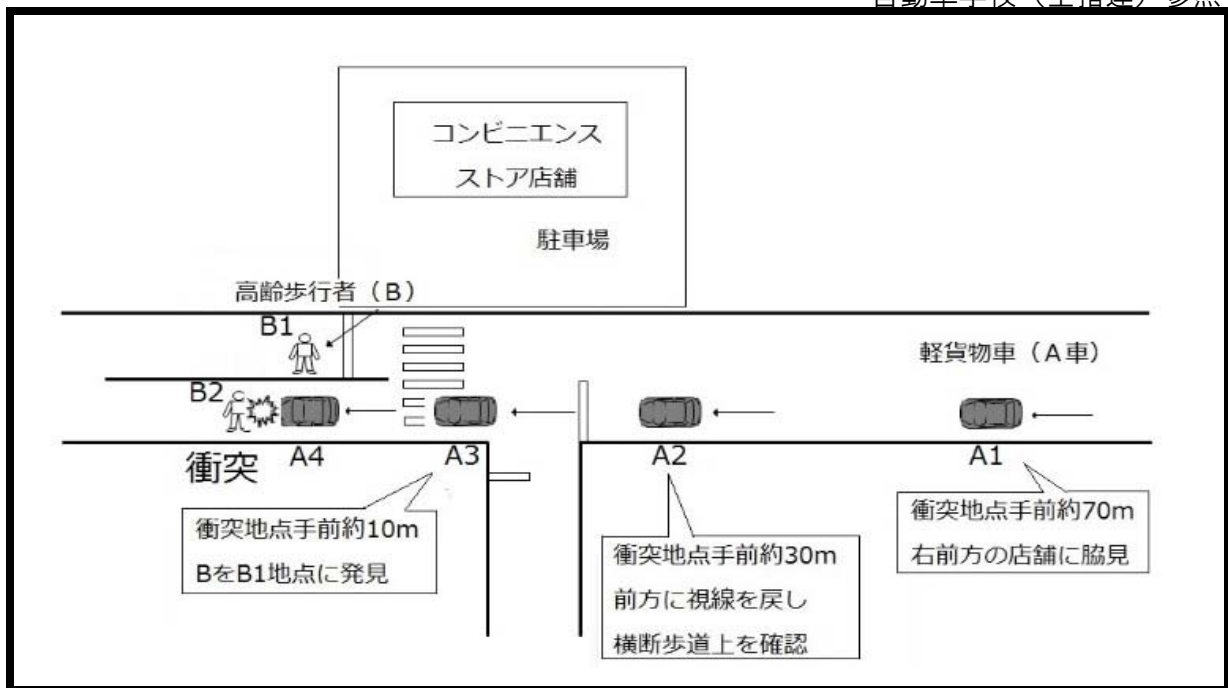 コンビニエンス
ストア店舗
駐車場
高齢歩行者（B）
B1
軽貨物車（A車）
B2
衝突
A4
A3
A2
A1
衝突地点手前約10m
BをB1地点に発見
衝突地点手前約30m
前方に視線を戻し
横断歩道上を確認
衝突地点手前約70m
右前方の店舗に脇見